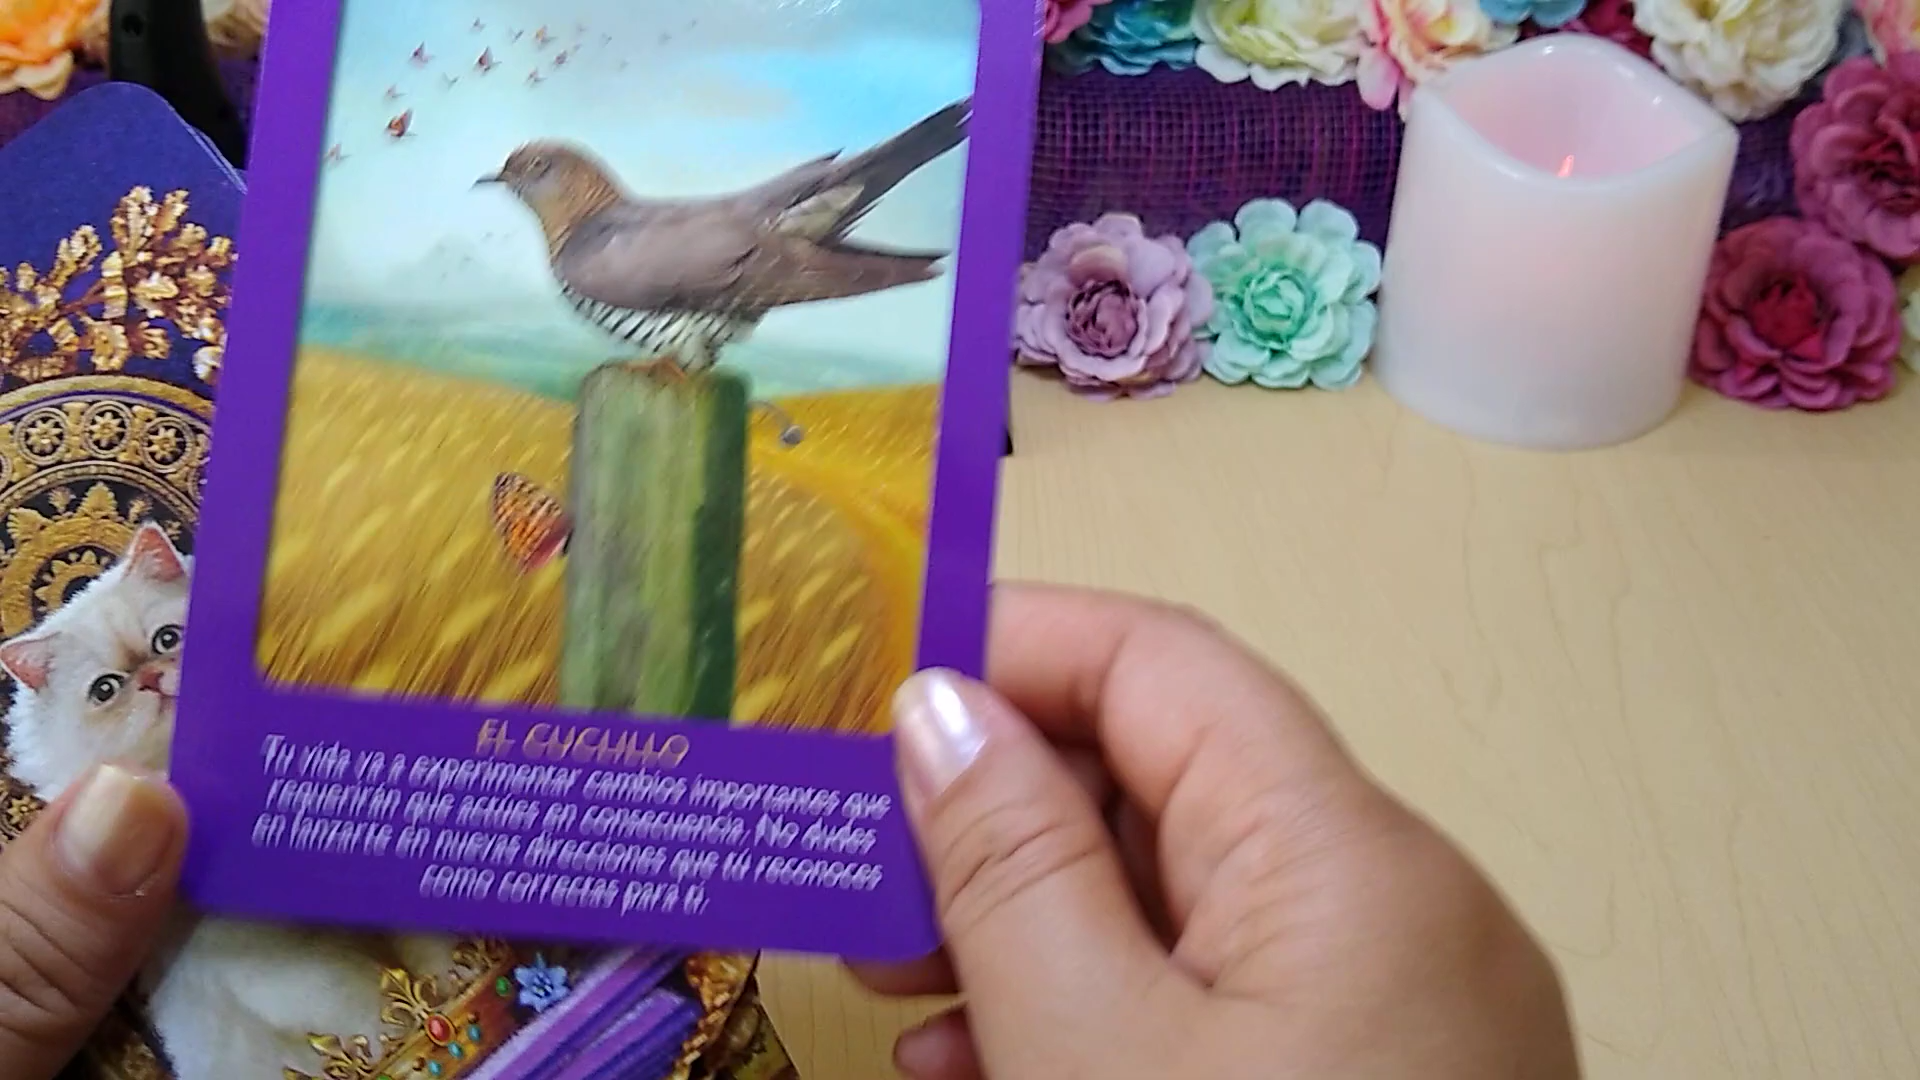 EL CUCLILLO
Tu vida va a experimentar cambios importantes que
requerirán que actúes en consecuencia. No dudes
en lanzarte en nuevas direcciones que tú reconoces
como correctas para ti.